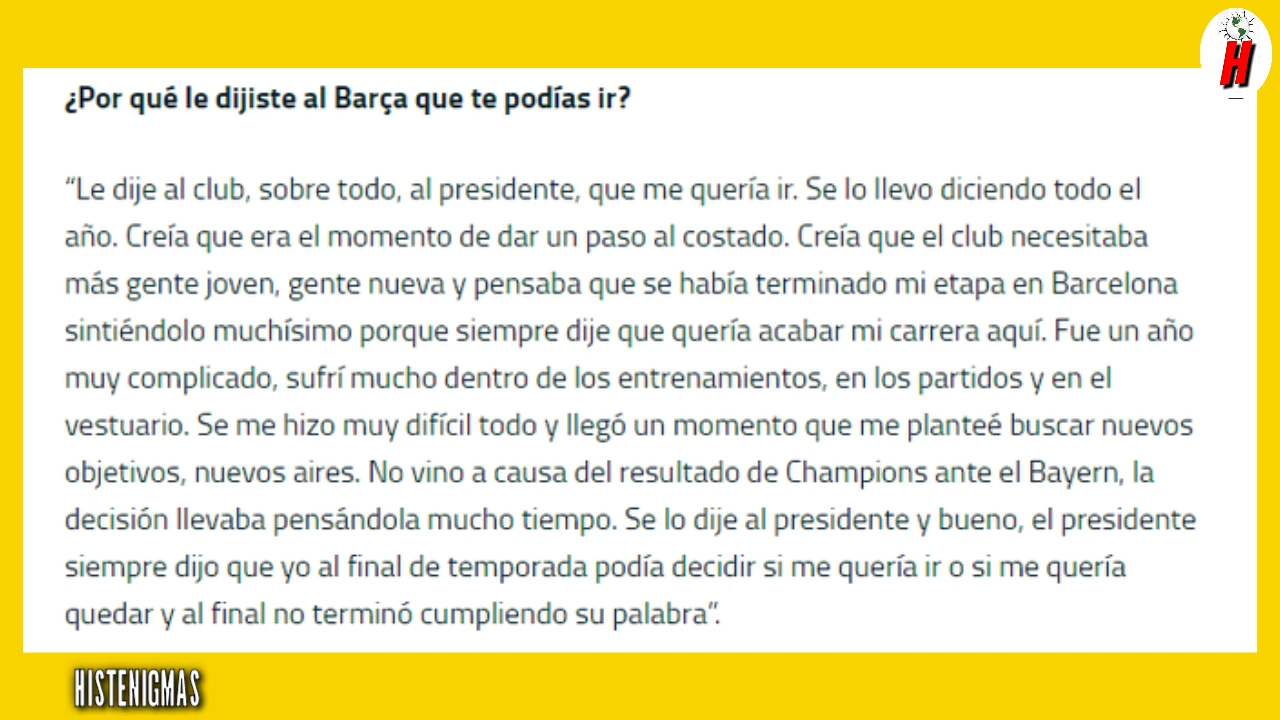 H
¿Por qué le dijiste al Barça que te podías ir?
“Le dije al club, sobre todo, al presidente, que me quería ir. Se lo llevo diciendo todo el
año. Creía que era el momento de dar un paso al costado. Creía que el club necesitaba
más gente joven, gente nueva y pensaba que se había terminado mi etapa en Barcelona
sintiéndolo muchísimo porque siempre dije que quería acabar mi carrera aquí. Fue un año
muy complicado, sufrí mucho dentro de los entrenamientos, en los partidos y en el
vestuario. Se me hizo muy difícil todo y llegó un momento que me planteé buscar nuevos
objetivos, nuevos aires. No vino a causa del resultado de Champions ante el Bayern, la
decisión llevaba pensándola mucho tiempo. Se lo dije al presidente y bueno, el presidente
siempre dijo que yo al final de temporada podía decidir si me quería ir o si me quería
quedar y al final no terminó cumpliendo su palabra”.
HISTENIGMAS